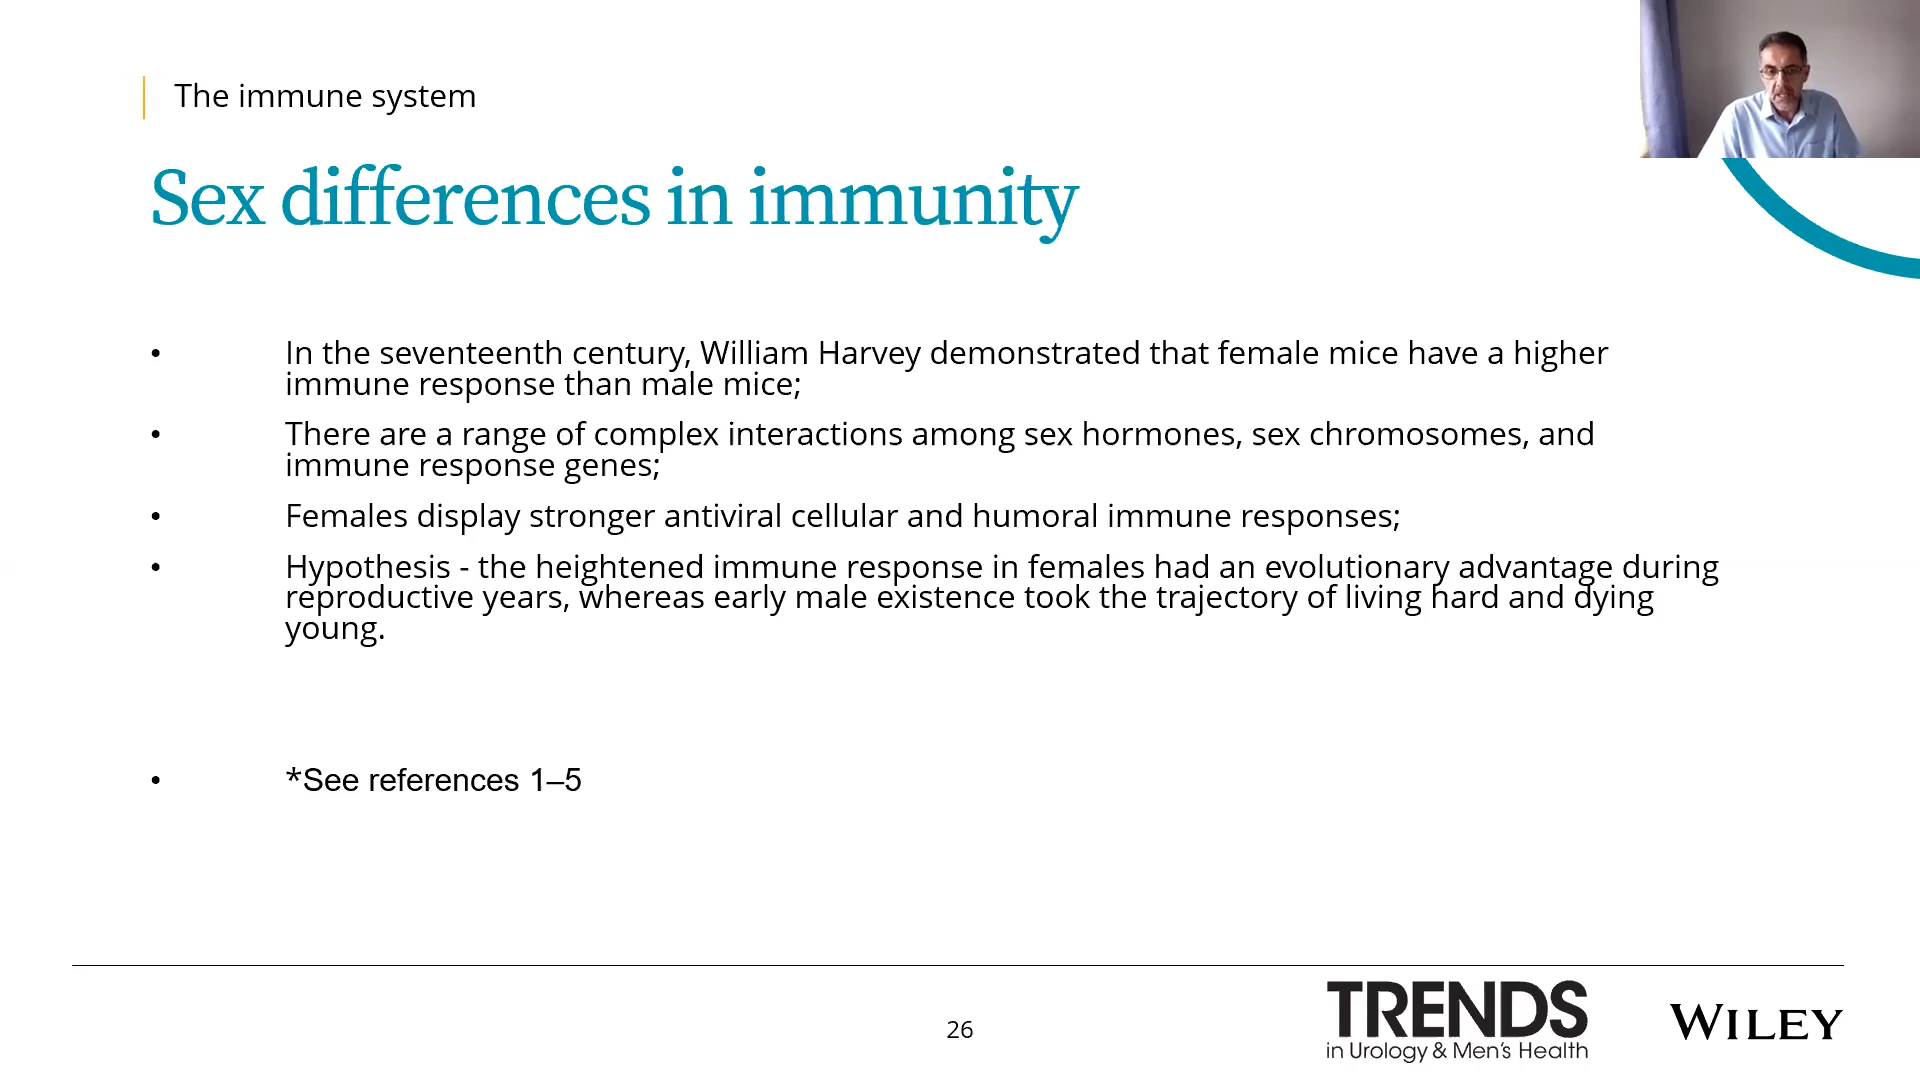 The immune system
Sex differences in immunity
• In the seventeenth century, William Harvey demonstrated that female mice have a higher
immune response than male mice;
• There are a range of complex interactions among sex hormones, sex chromosomes, and
immune response genes;
• Females display stronger antiviral cellular and humoral immune responses;
• Hypothesis - the heightened immune response in females had an evolutionary advantage during
reproductive years, whereas early male existence took the trajectory of living hard and dying
young.
• *See references 1–5
26
TRENDS
in Urology & Men's Health
WILEY